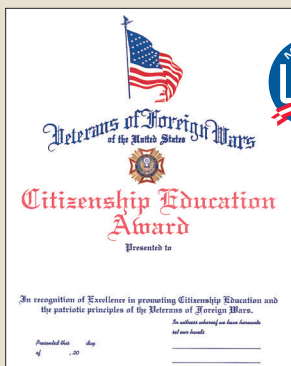 Veterans of Foreign Wars
of the United States
Citizenship Education
Award
Presented to
In recognition of Excellence in promoting Citizenship Education and
the patriotic principles of the Veterans of Foreign Wars.
In witness whereof we have hereunto
set our hands
Presented this day
of , 20